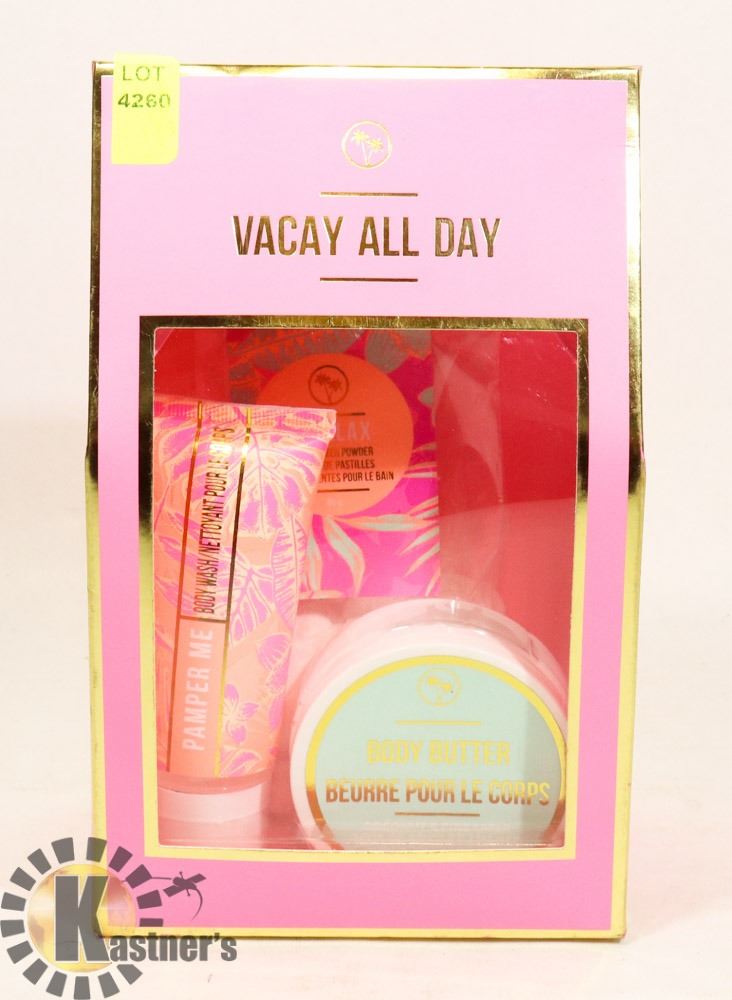 LOT
4260
VACAY ALL DAY
LAX
POWDER
DE PASTILLES
POUR LE BAIN
BODY WASH/NETTOYANT POUR LE CORPS
PAMPER ME
BODY BUTTER
BEURRE POUR LE CORPS
Kastner's